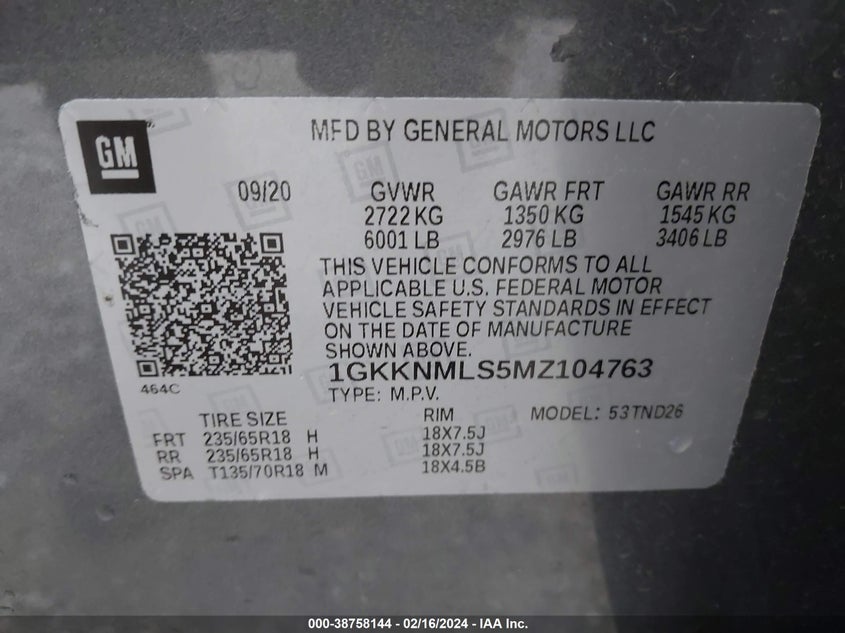 GM
MFD BY GENERAL MOTORS LLC
09/20 GVWR GAWR FRT GAWR RR
2722 KG 1350 KG 1545 KG
6001 LB 2976 LB 3406 LB
THIS VEHICLE CONFORMS TO ALL
APPLICABLE U.S. FEDERAL MOTOR
VEHICLE SAFETY STANDARDS IN EFFECT
ON THE DATE OF MANUFACTURE
SHOWN ABOVE.
1GKKNMLS5MZ104763
464C
TYPE: M.P.V.
TIRE SIZE RIM MODEL: 53TND26
FRT 235/65R18 H 18X7.5J
RR 235/65R18 H 18X7.5J
SPA T135/70R18 M 18X4.5B
000-38758144 - 02/16/2024 - IAA Inc.